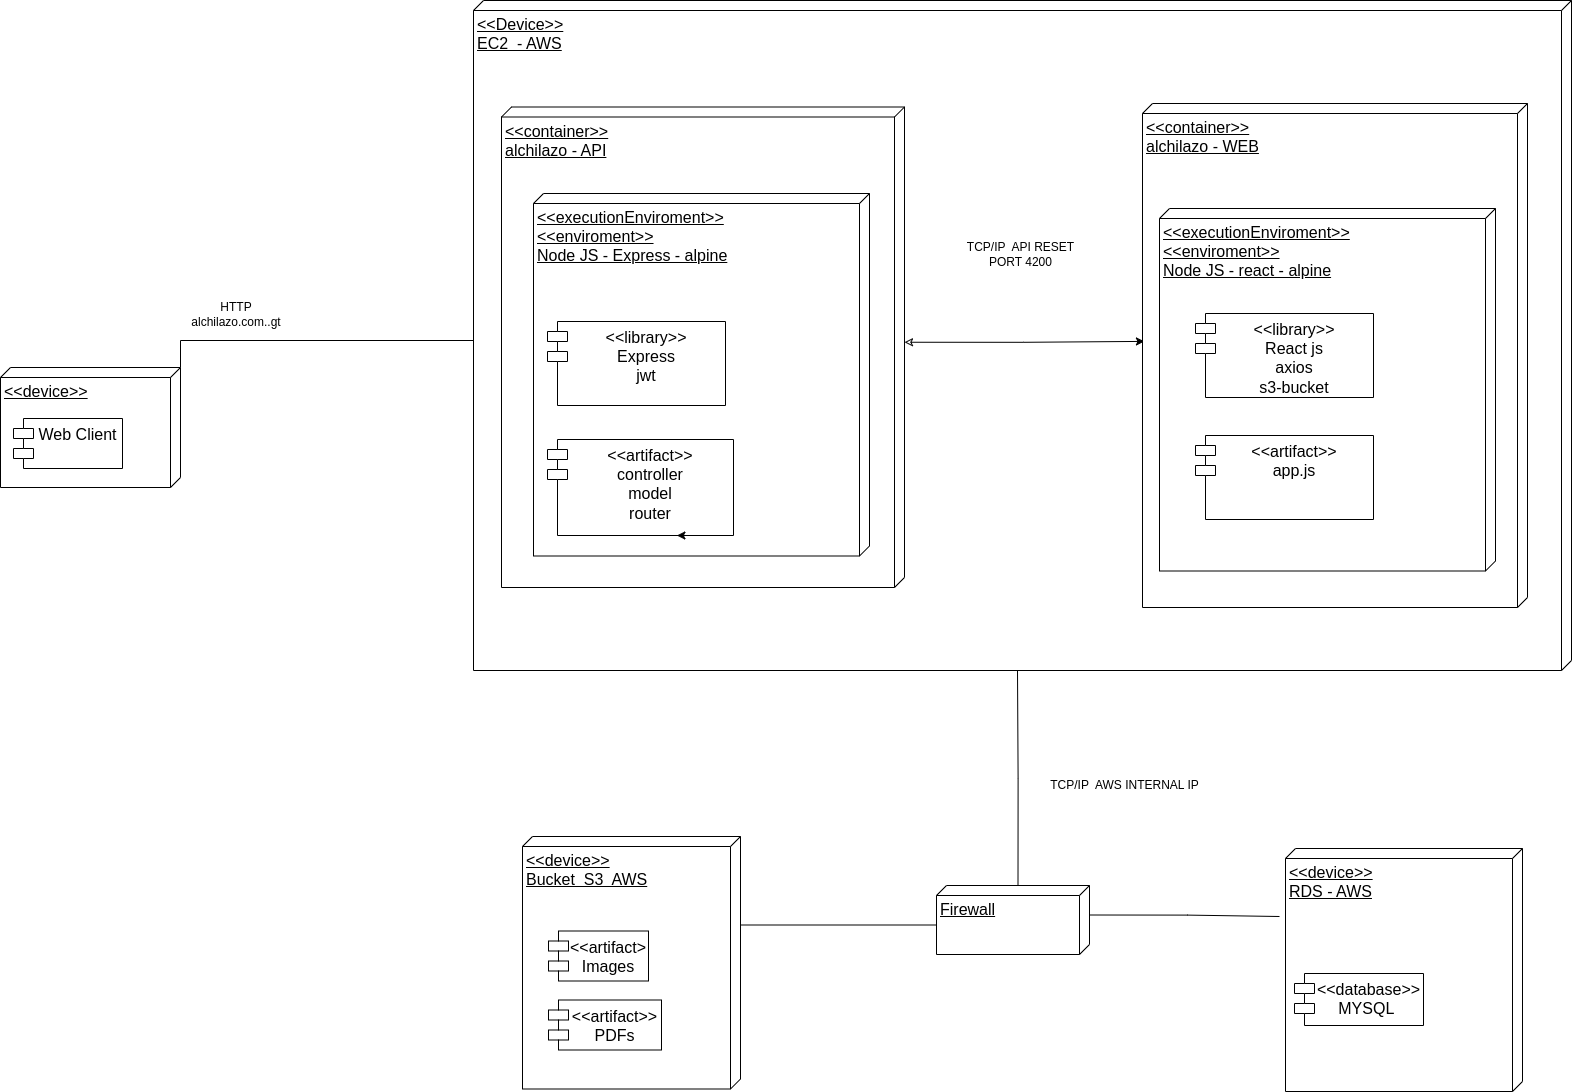 <<Device>>
EC2  - AWS
<<container>>
alchilazo - API
<<executionEnviroment>>
<<enviroment>>
Node JS - Express - alpine
<<library>>
Express
jwt
<<artifact>>
controller
model
router
TCP/IP  API RESET
PORT 4200
<<container>>
alchilazo - WEB
<<executionEnviroment>>
<<enviroment>>
Node JS - react - alpine
<<library>>
React js
axios
s3-bucket
<<artifact>>
app.js
HTTP
alchilazo.com..gt
<<device>>
Web Client
TCP/IP  AWS INTERNAL IP
<<device>>
Bucket  S3  AWS
<<artifact>
Images
<<artifact>>
PDFs
Firewall
<<device>>
RDS - AWS
<<database>>
MYSQL